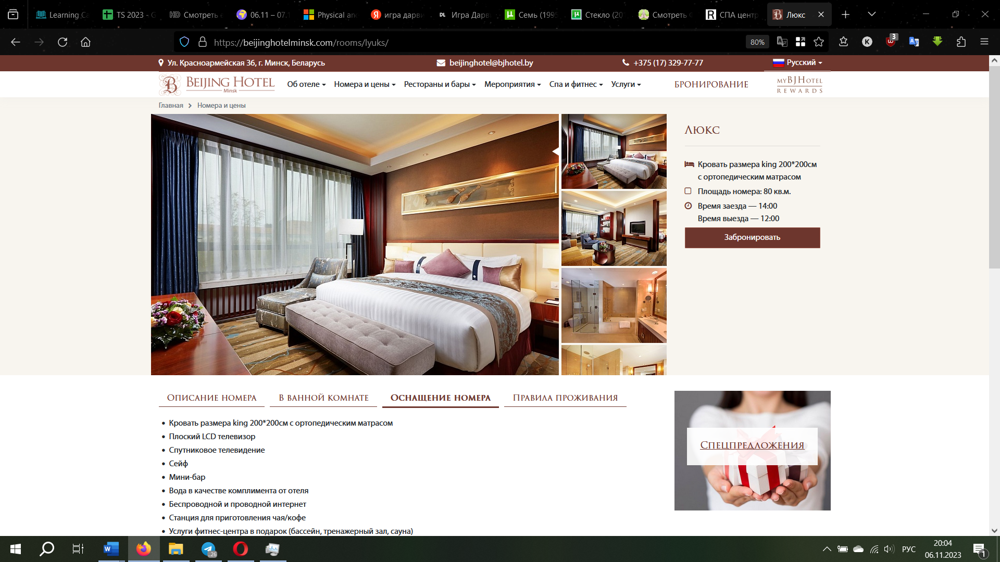 Learning Ca
TS 2023 - G
HD Смотреть
06.11 – 07.1
Physical an
игра дарви
DL Игра Дарв
Семь (1995
Стекло (20
Смотреть
R СПА центр
Люкс
https://beijinghotelminsk.com/rooms/lyuks/
80%
K
3
Ул. Красноармейская 36, г. Минск, Беларусь
beijinghotel@bjhotel.by
+375 (17) 329-77-77
Русский
Beijing Hotel
Minsk
Об отеле
Номера и цены
Рестораны и бары
Мероприятия
Спа и фитнес
Услуги
БРОНИРОВАНИЕ
myBJHotel
REWARDS
Главная
Номера и цены
Люкс
Кровать размера king 200*200см
с ортопедическим матрасом
Площадь номера: 80 кв.м.
Время заезда — 14:00
Время выезда — 12:00
Забронировать
Описание номера
В ванной комнате
Оснащение номера
Правила проживания
• Кровать размера king 200*200см с ортопедическим матрасом
• Плоский LCD телевизор
• Спутниковое телевидение
• Сейф
• Мини-бар
• Вода в качестве комплимента от отеля
• Беспроводной и проводной интернет
• Станция для приготовления чая/кофе
• Услуги фитнес-центра в подарок (бассейн, тренажерный зал, сауна)
Спецпредложения
..26
РУС
20:04
06.11.2023
1